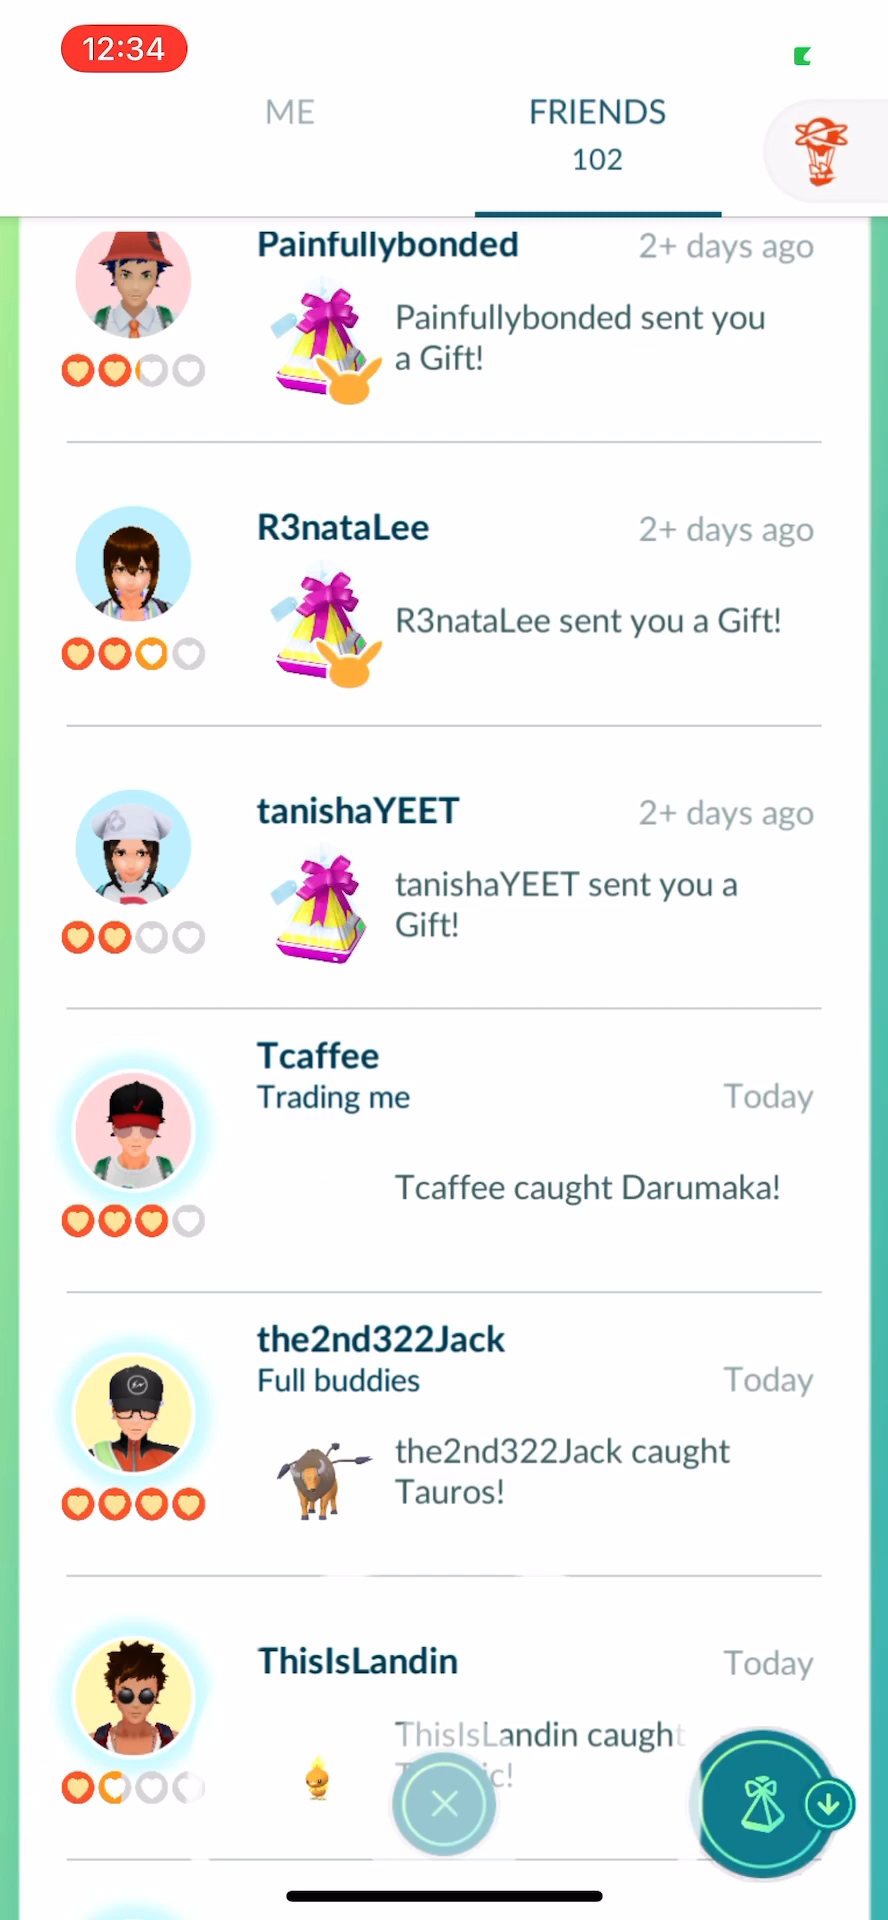 12:34
ME
FRIENDS
102
Painfullybonded
2+ days ago
Painfullybonded sent you
a Gift!
R3nataLee
2+ days ago
R3nataLee sent you a Gift!
tanishaYEET
2+ days ago
tanishaYEET sent you a
Gift!
Tcaffee
Trading me
Today
Tcaffee caught Darumaka!
the2nd322Jack
Full buddies
Today
the2nd322Jack caught
Tauros!
ThisIsLandin
Today
ThisIsLandin caught